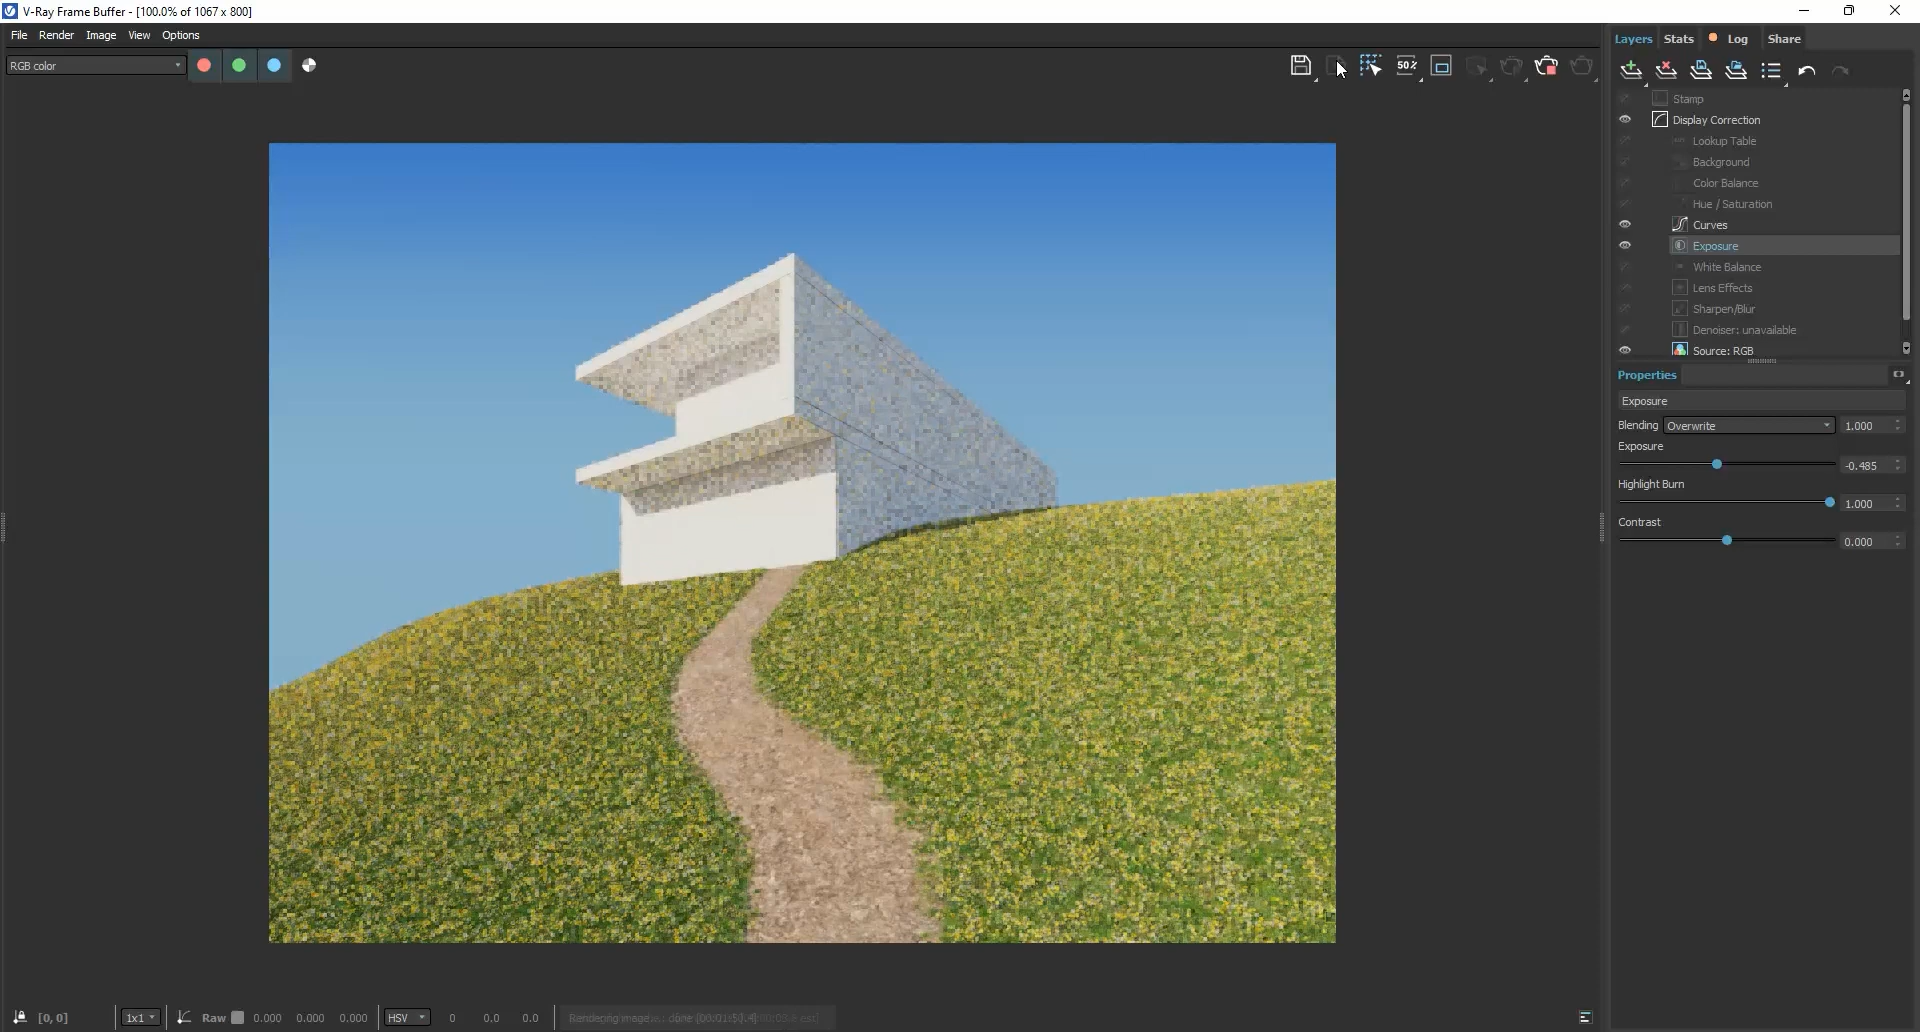 V-Ray Frame Buffer - [100.0% of 1067 x 800]
File Render Image View Options
RGB color
50%
Layers Stats Log Share
Stamp
Display Correction
Lookup Table
Background
Color Balance
Hue / Saturation
Curves
Exposure
White Balance
Lens Effects
Sharpen/Blur
Denoiser: unavailable
Source: RGB
Properties
Exposure
Blending Overwrite 1.000
Exposure
-0.485
Highlight Burn
1.000
Contrast
0.000
[0, 0] 1x1 Raw 0.000 0.000 0.000 HSV 0 0.0 0.0 Rendering image...